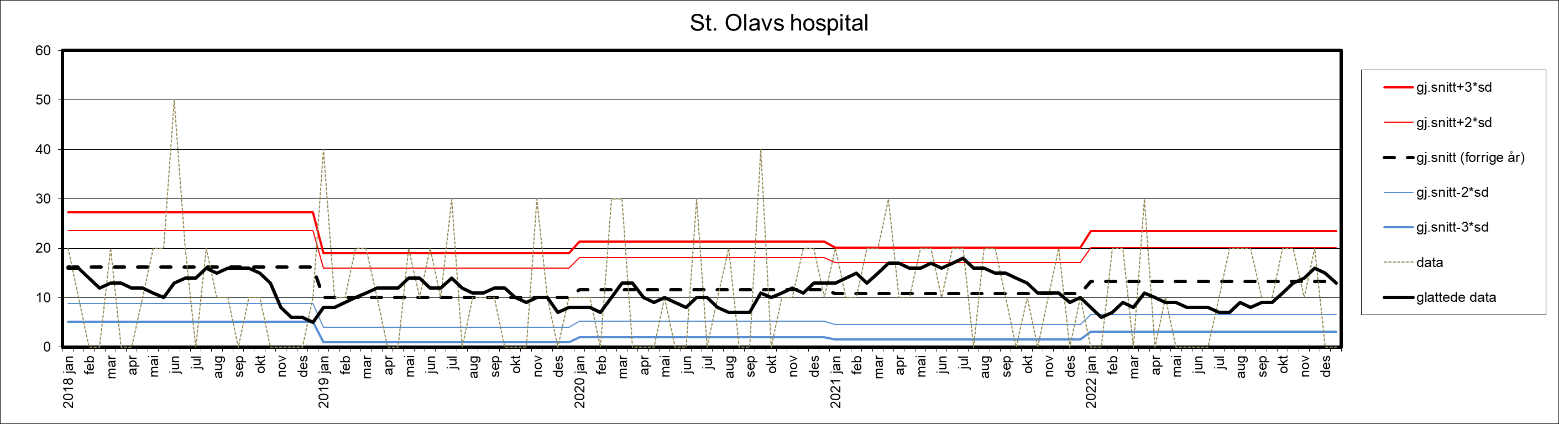 St. Olavs hospital
60
50
40
30
20
10
0
2018 jan
feb
mar
apr
mai
jun
jul
aug
sep
okt
nov
des
2019 jan
feb
mar
apr
mai
jun
jul
aug
sep
okt
nov
des
2020 jan
feb
mar
apr
mai
jun
jul
aug
sep
okt
nov
des
2021 jan
feb
mar
apr
mai
jun
jul
aug
sep
okt
nov
des
2022 jan
feb
mar
apr
mai
jun
jul
aug
sep
okt
nov
des
gj.snitt+3*sd
gj.snitt+2*sd
gj.snitt (forrige år)
gj.snitt-2*sd
gj.snitt-3*sd
data
glattede data